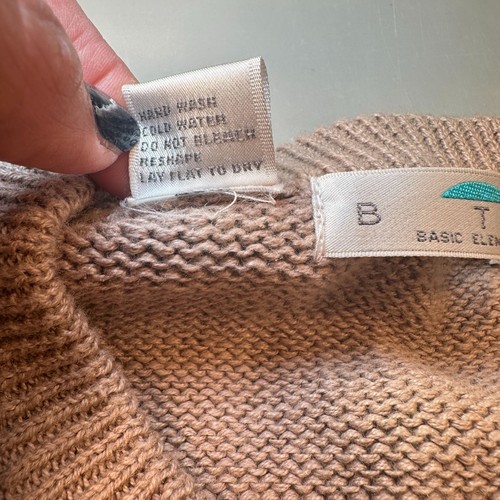 HAND WASH
COLD WATER
DO NOT BLEACH
RESHAPE
LAY FLAT TO DRY
B T
BASIC ELE